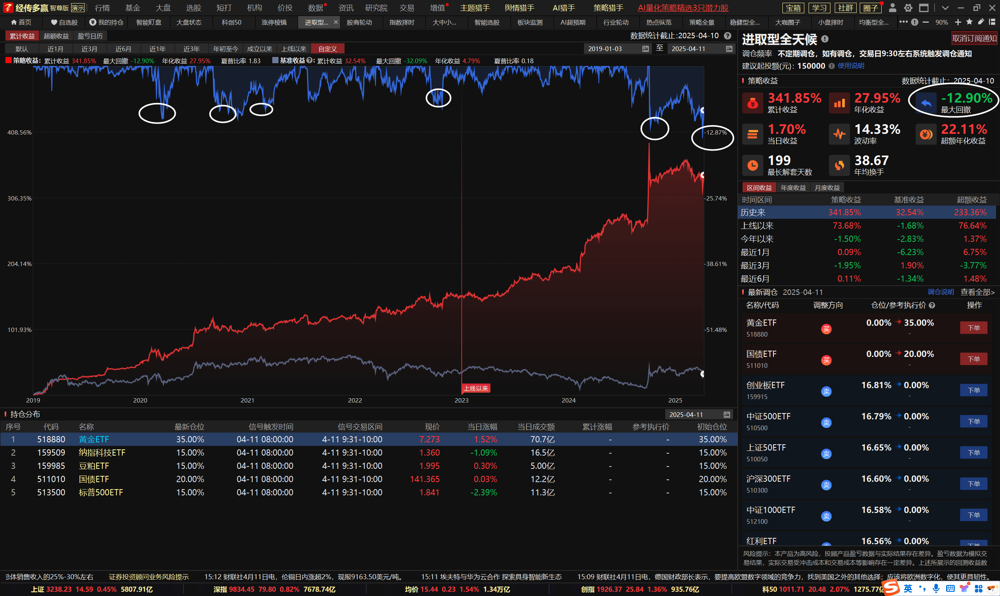 经传多赢 智尊版 演示 行情 基金 大盘 选股 短打 机构 价投 数据 资讯 研究院 交易 增值 主题猎手 舆情猎手 AI猎手 策略猎手 AI量化策略精选3只潜力股 宝箱 学习 社群 圈子
首页 自选股 我的持仓 智能盯盘 大盘状态 科创50 涨停棱镜 进取型... 股商轮动 指数择时 大中小... 智能选股 板块监测 AI超预期 行业轮动 热点纵览 策略全景 稳健型全... 大咖圈子 小盘择时 均衡型全... 90%
累计收益 超额收益 盈亏日历 数据统计截止:2025-04-10
默认 近1月 近3月 近6月 近1年 近3年 年初至今 成立以来 上线以来 自定义 2019-01-03 至 2025-04-11
策略收益: 累计收益 341.85% 最大回撤 -12.90% 年化收益 27.95% 夏普比率 1.83 基准收益: 累计收益 32.54% 最大回撤 -32.09% 年化收益 4.79% 夏普比率 0.18
408.56% -12.87%
306.35% -25.74%
204.14% -38.61%
101.93% -51.48%
上线以来
2019 2020 2021 2022 2023 2024 2025
持仓分布 2025-04-11
序号 代码 名称 最新仓位 信号触发时间 信号交易区间 现价 当日涨幅 当日成交额 累计涨幅 参考执行价 初始仓位
1 518880 黄金ETF 35.00% 04-11 08:00:00 4-11 9:31-10:00 7.273 1.52% 70.7亿 - - 35.00%
2 159509 纳指科技ETF 15.00% 04-11 08:00:00 4-11 9:31-10:00 1.360 -1.09% 16.5亿 - - 15.00%
3 159985 豆粕ETF 15.00% 04-11 08:00:00 4-11 9:31-10:00 1.995 0.30% 5.00亿 - - 15.00%
4 511010 国债ETF 20.00% 04-11 08:00:00 4-11 9:31-10:00 141.365 0.03% 12.2亿 - - 20.00%
5 513500 标普500ETF 15.00% 04-11 08:00:00 4-11 9:31-10:00 1.841 -2.39% 11.3亿 - - 15.00%
进取型全天候 取消订阅通知
调仓频率: 不定期调仓，如有调仓，交易日9:30左右系统触发调仓通知
建议起投额(元): 150000 使用说明
策略收益 数据统计截止: 2025-04-10
341.85% 27.95% -12.90%
累计收益 年化收益 最大回撤
1.70% 14.33% 22.11%
当日收益 波动率 超额年化收益
199 38.67
最长解套天数 年均换手
区间收益 年度收益 月度收益
时间区间 策略收益 基准收益 超额收益
历史来 341.85% 32.54% 233.36%
上线以来 73.68% -1.68% 76.64%
今年以来 -1.50% -2.83% 1.37%
最近1月 0.09% -6.23% 6.75%
最近3月 -1.95% 1.90% -3.77%
最近6月 0.11% -1.34% 1.48%
最新调仓 2025-04-11 调仓说明 查看全部>
名称/代码 调整方向 仓位/参考执行价 操作
黄金ETF 518880 买 0.00% 35.00% - 下单
国债ETF 511010 买 0.00% 20.00% - 下单
创业板ETF 159915 卖 16.81% 0.00% - 下单
中证500ETF 510500 卖 16.79% 0.00% - 下单
上证50ETF 510050 卖 16.65% 0.00% - 下单
沪深300ETF 510300 卖 16.60% 0.00% - 下单
中证1000ETF 512100 卖 16.58% 0.00% - 下单
红利ETF 16.56% 0.00%
风险提示: 本产品为高风险，投顾产品盈亏数据与实际结果存在差异。盈亏数据为模拟交
易结果，实际交易受冲击成本和交易成本等影响存在一定差异。上述所展示的回测收益数
体销售收入的25%-30%左右 证券投资顾问业务风险提示 15:12 财联社4月11日电，伦铜日内涨超2%，现报9163.50美元/吨。 15:11 埃夫特与华为云合作 探索具身智能新生态 15:09 财联社4月11日电，德国财政部长表示，要提高欧盟数字领域的竞争力，找到美国之外的其他选择；应该将欧洲数字化，使其更具韧性。
上证 3238.23 14.59 0.45% 5807.91亿 深指 9834.45 79.80 0.82% 7678.74亿 均价 15.44 0.23 1.54% 1.34万亿 创指 1926.37 25.84 1.36% 935.76亿 科50 1011.71 20.48 2.07% 1275.77亿 英